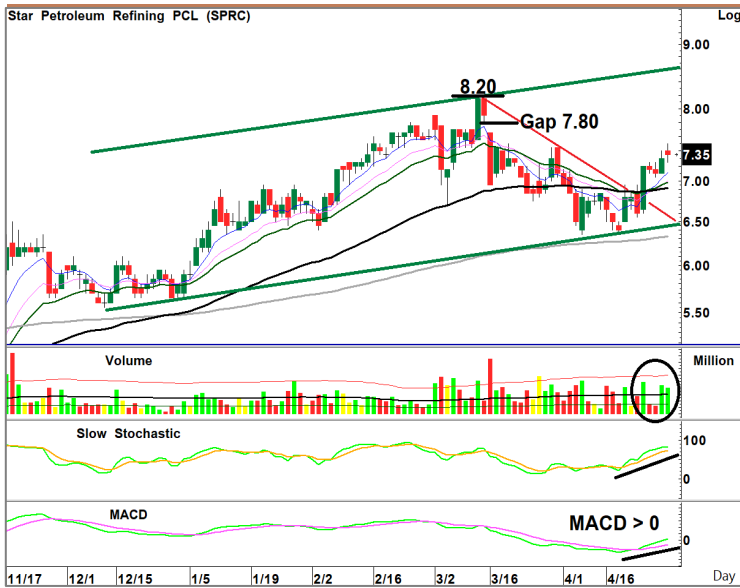 Star Petroleum Refining PCL (SPRC)
Log
9.00
8.20
8.00
Gap 7.80
7.35
7.00
6.50
6.00
5.50
Volume
Million
Slow Stochastic
100
0
MACD
MACD > 0
0
11/17 12/1 12/15 1/5 1/19 2/2 2/16 3/2 3/16 4/1 4/16 Day